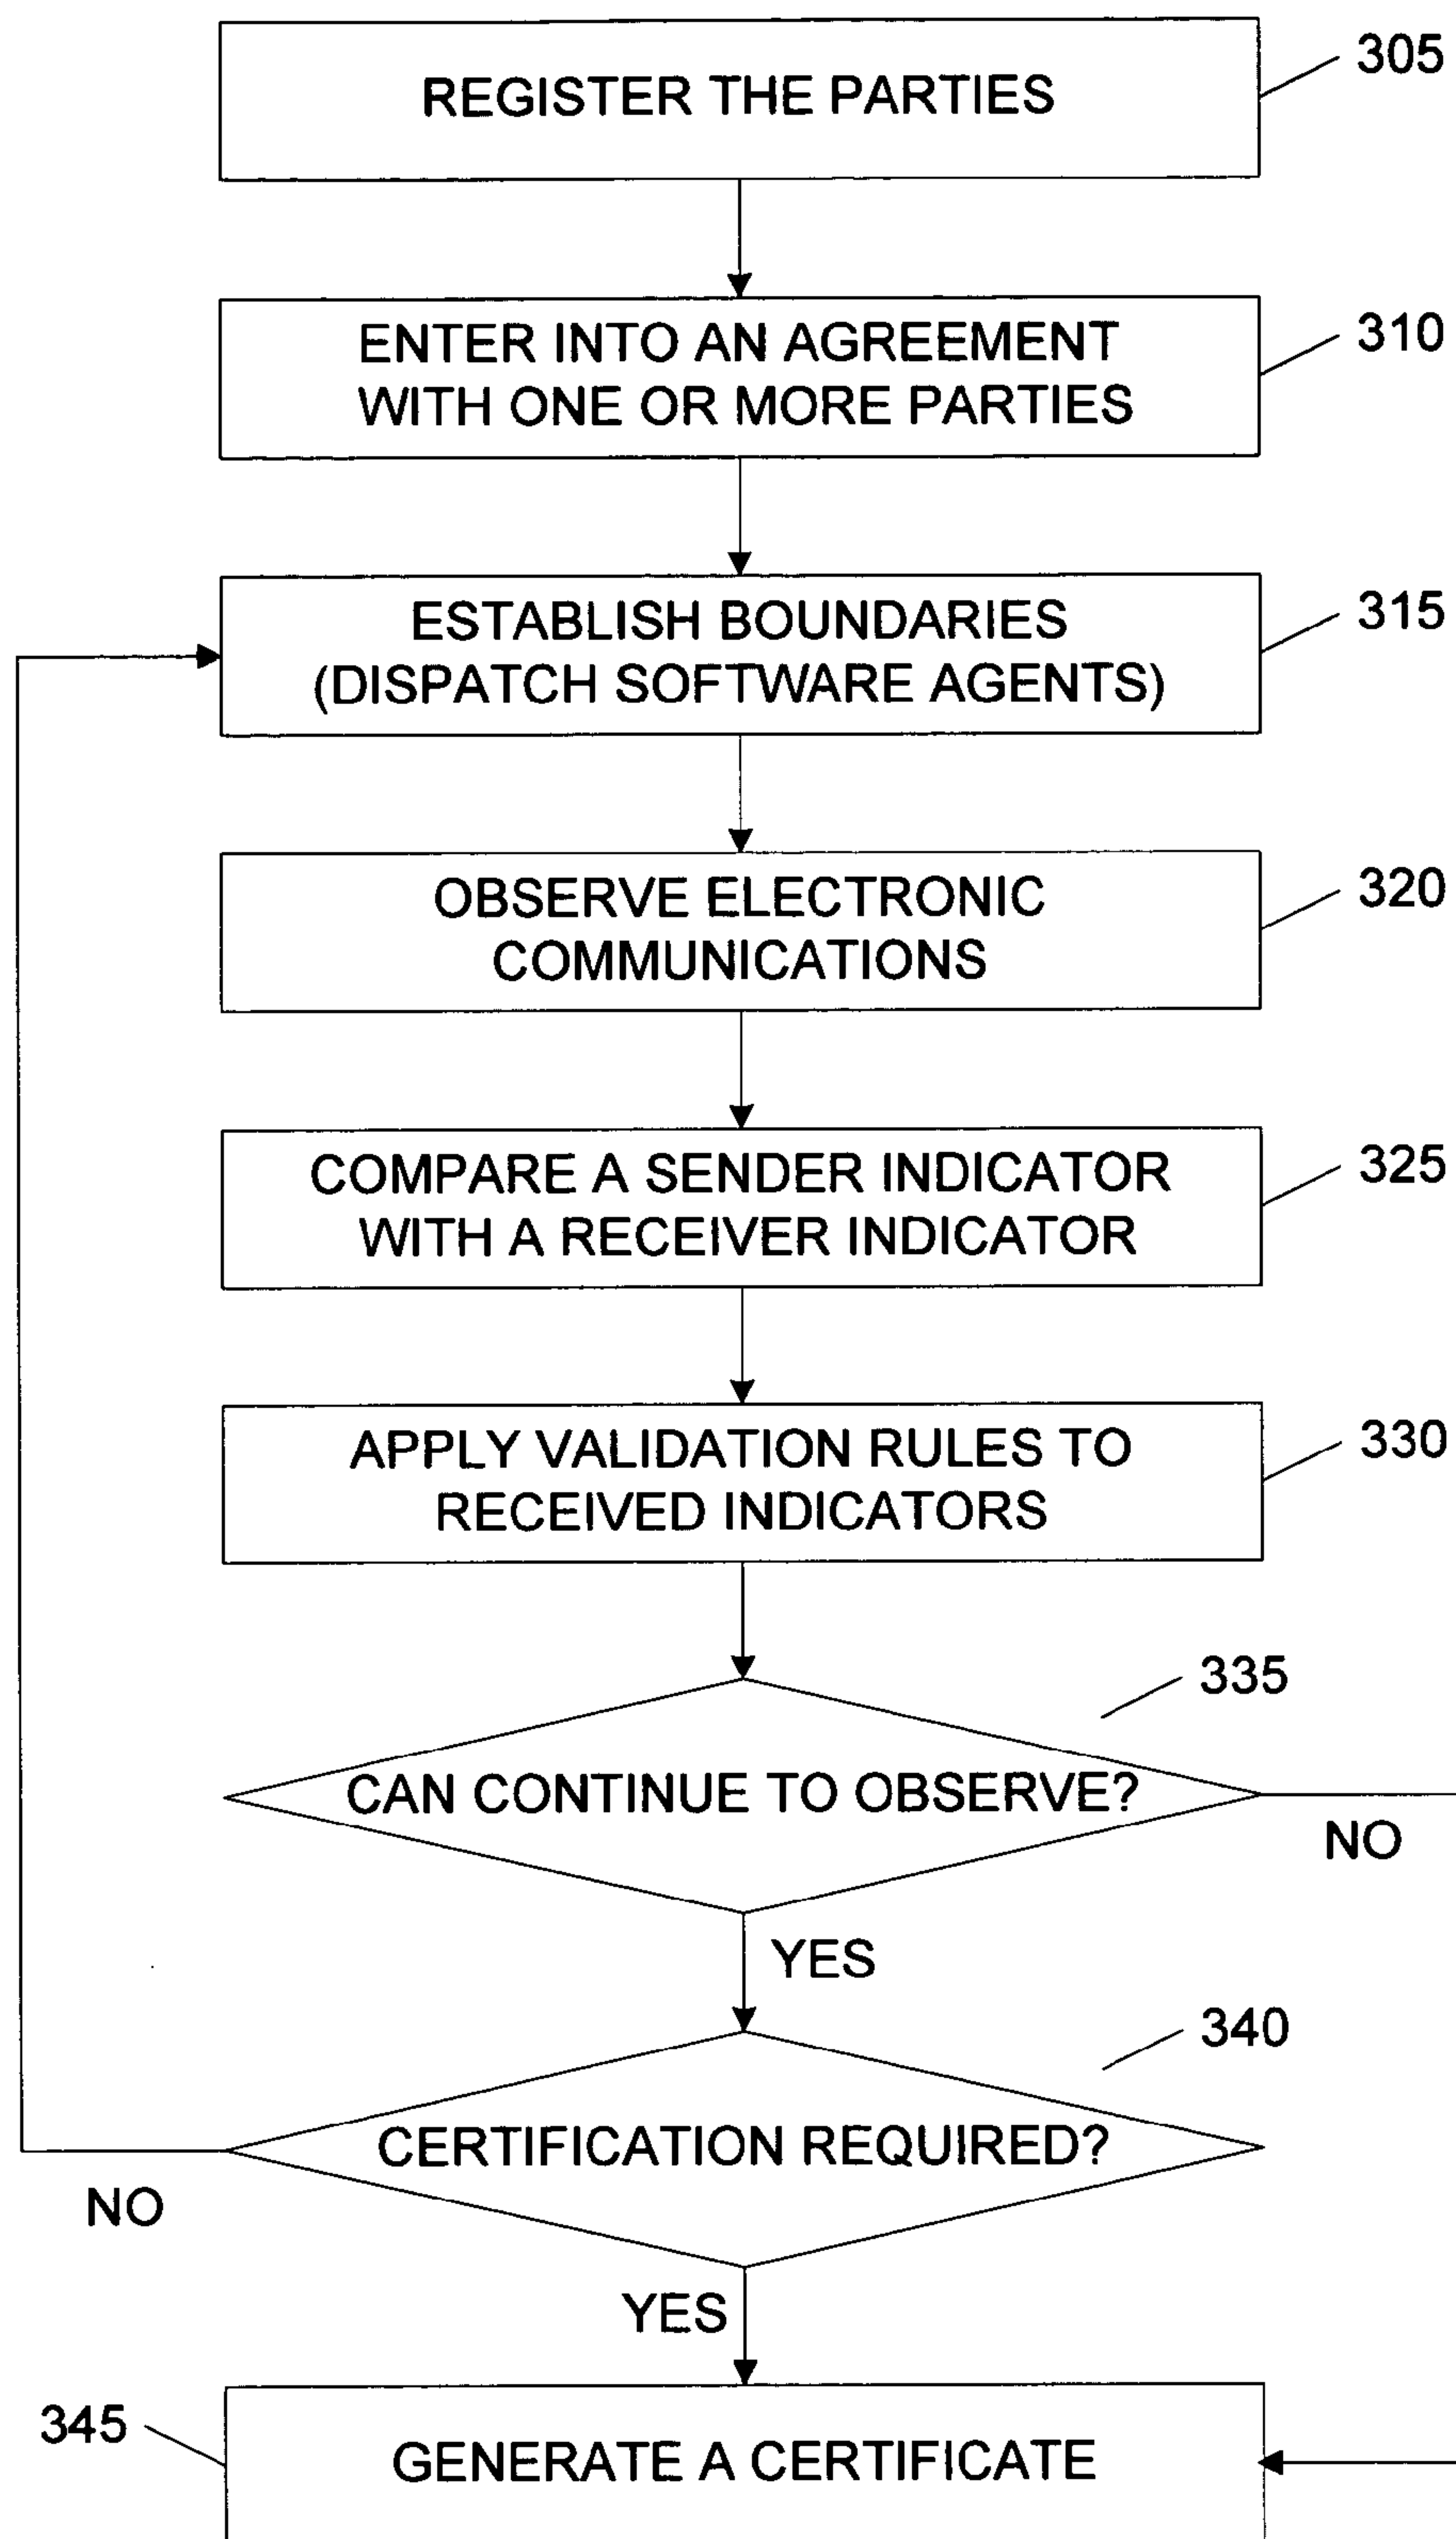 REGISTER THE PARTIES
305
ENTER INTO AN AGREEMENT
WITH ONE OR MORE PARTIES
310
ESTABLISH BOUNDARIES
(DISPATCH SOFTWARE AGENTS)
315
OBSERVE ELECTRONIC
COMMUNICATIONS
320
COMPARE A SENDER INDICATOR
WITH A RECEIVER INDICATOR
325
APPLY VALIDATION RULES TO
RECEIVED INDICATORS
330
335
CAN CONTINUE TO OBSERVE?
NO
YES
340
CERTIFICATION REQUIRED?
NO
YES
345
GENERATE A CERTIFICATE